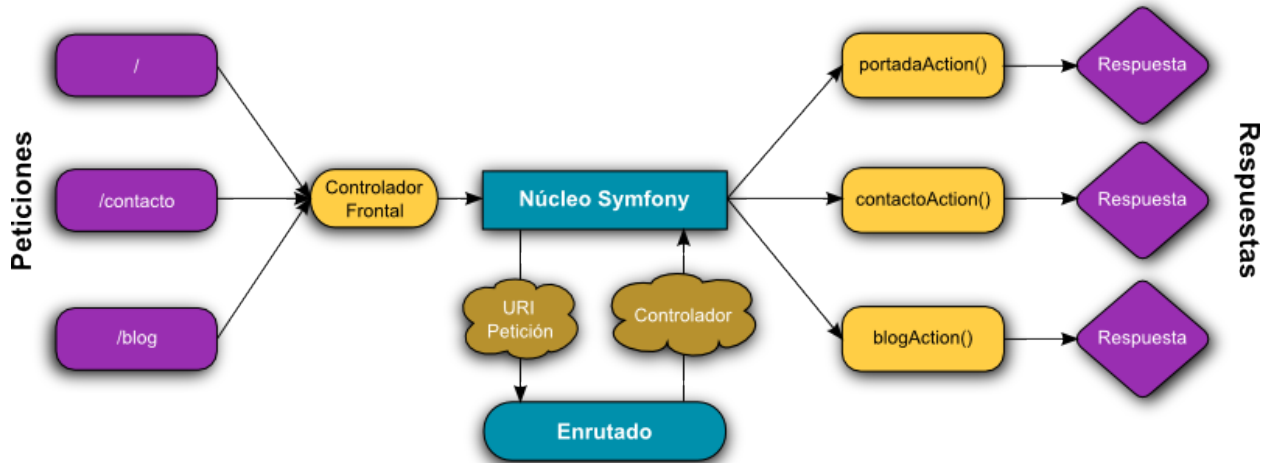 Peticiones
/
/contacto
/blog
Controlador
Frontal
Núcleo Symfony
URI
Petición
Controlador
Enrutado
portadaAction()
contactoAction()
blogAction()
Respuesta
Respuesta
Respuesta
Respuestas